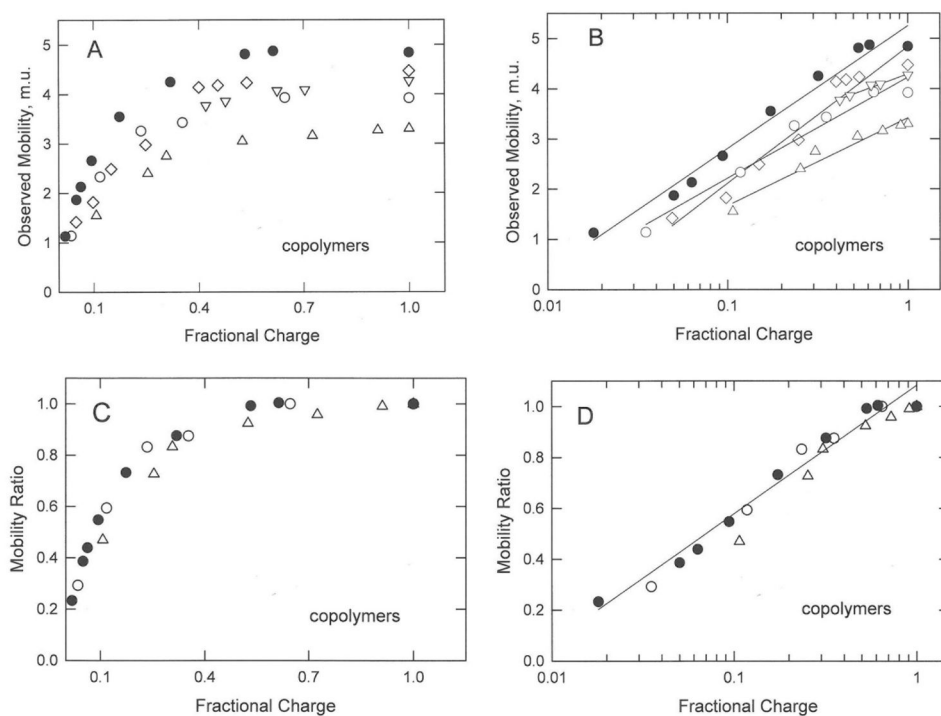 A
5
4
3
2
1
0
Observed Mobility, m.u.
copolymers
0.1
0.4
0.7
1.0
Fractional Charge
B
5
4
3
2
1
0
Observed Mobility, m.u.
copolymers
0.01
0.1
1
Fractional Charge
C
1.0
0.8
0.6
0.4
0.2
0.0
Mobility Ratio
copolymers
0.1
0.4
0.7
1.0
Fractional Charge
D
1.0
0.8
0.6
0.4
0.2
0.0
Mobility Ratio
copolymers
0.01
0.1
1
Fractional Charge